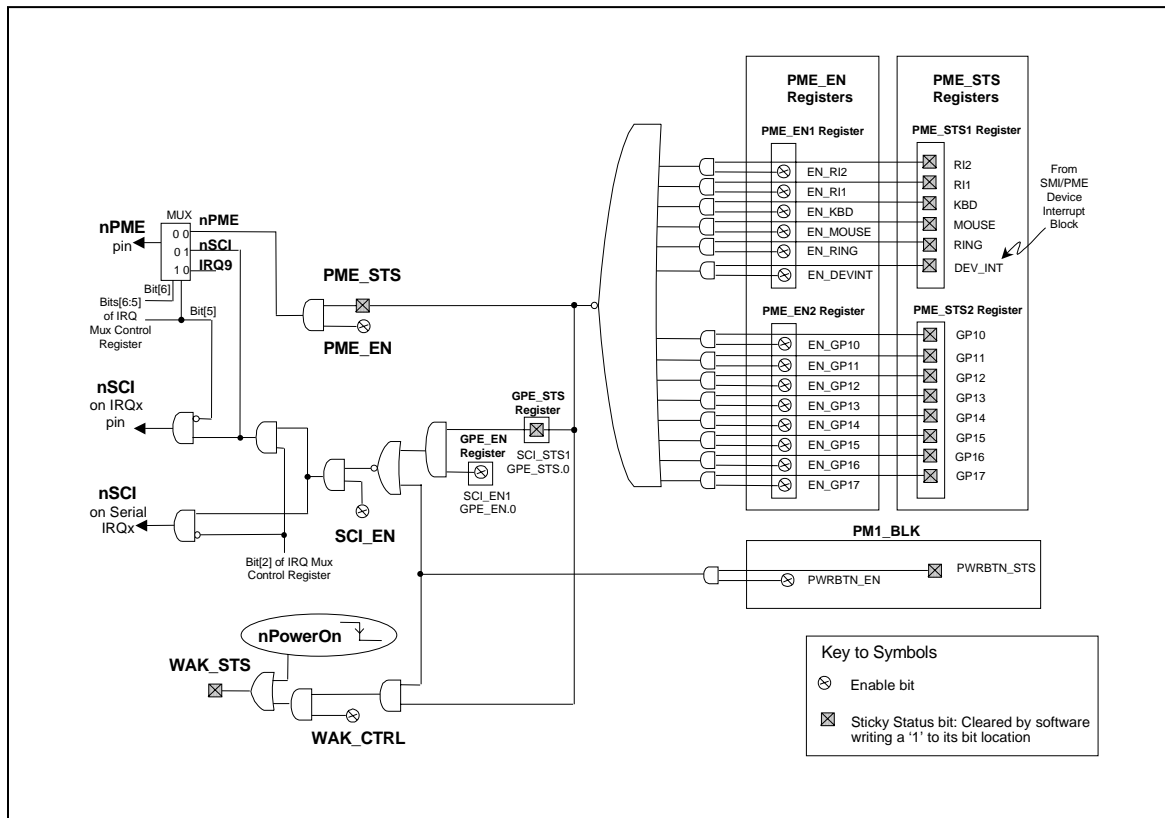 PME_EN
Registers
PME_STS
Registers
PME_EN1 Register
PME_STS1 Register
EN_RI2
EN_RI1
EN_KBD
EN_MOUSE
EN_RING
EN_DEVINT
RI2
RI1
KBD
MOUSE
RING
DEV_INT
From
SMI/PME
Device
Interrupt
Block
PME_EN2 Register
PME_STS2 Register
EN_GP10
EN_GP11
EN_GP12
EN_GP13
EN_GP14
EN_GP15
EN_GP16
EN_GP17
GP10
GP11
GP12
GP13
GP14
GP15
GP16
GP17
MUX
nPME
pin
0 0
0 1
1 0
nPME
nSCI
IRQ9
Bit[6]
Bits[6:5]
of IRQ
Mux Control
Register
Bit[5]
PME_STS
PME_EN
nSCI
on IRQx
pin
GPE_STS
Register
GPE_EN
Register
SCI_STS1
GPE_STS.0
SCI_EN1
GPE_EN.0
nSCI
on Serial
IRQx
SCI_EN
Bit[2] of IRQ Mux
Control Register
PM1_BLK
PWRBTN_EN
PWRBTN_STS
nPowerOn
WAK_STS
WAK_CTRL
Key to Symbols
Enable bit
Sticky Status bit: Cleared by software
writing a ‘1’ to its bit location